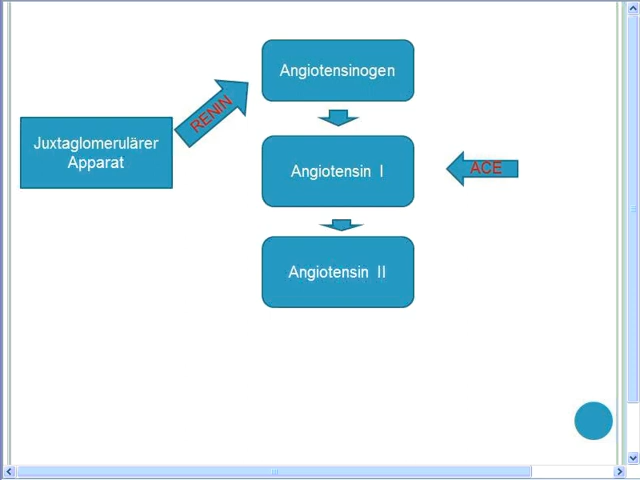 Angiotensinogen
RENIN
Juxtaglomerulärer
Apparat
Angiotensin I
ACE
Angiotensin II